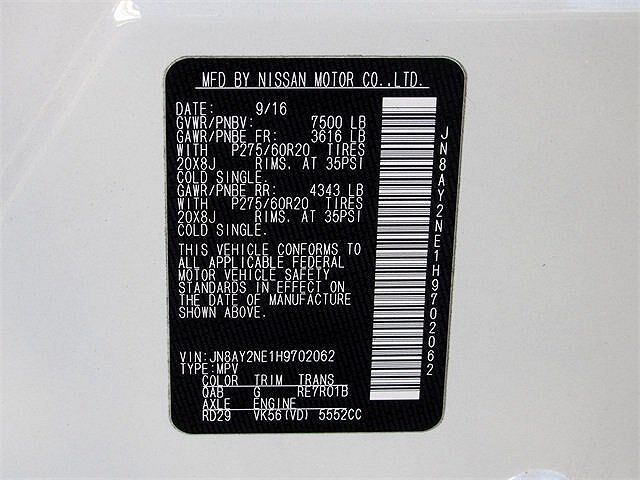 MFD BY NISSAN MOTOR CO.,LTD.
DATE: 9/16
GVWR/PNBV: 7500 LB
GAWR/PNBE FR: 3616 LB
WITH P275/60R20 TIRES
20X8J RIMS. AT 35PSI
COLD SINGLE.
GAWR/PNBE RR: 4343 LB
WITH P275/60R20 TIRES
20X8J RIMS. AT 35PSI
COLD SINGLE.
THIS VEHICLE CONFORMS TO
ALL APPLICABLE FEDERAL
MOTOR VEHICLE SAFETY
STANDARDS IN EFFECT ON
THE DATE OF MANUFACTURE
SHOWN ABOVE.
VIN:JN8AY2NE1H9702062
TYPE:MPV
COLOR TRIM TRANS
QAB G RE7R01B
AXLE ENGINE
RD29 VK56(VD) 5552CC
JN8AY2NE1H9702062